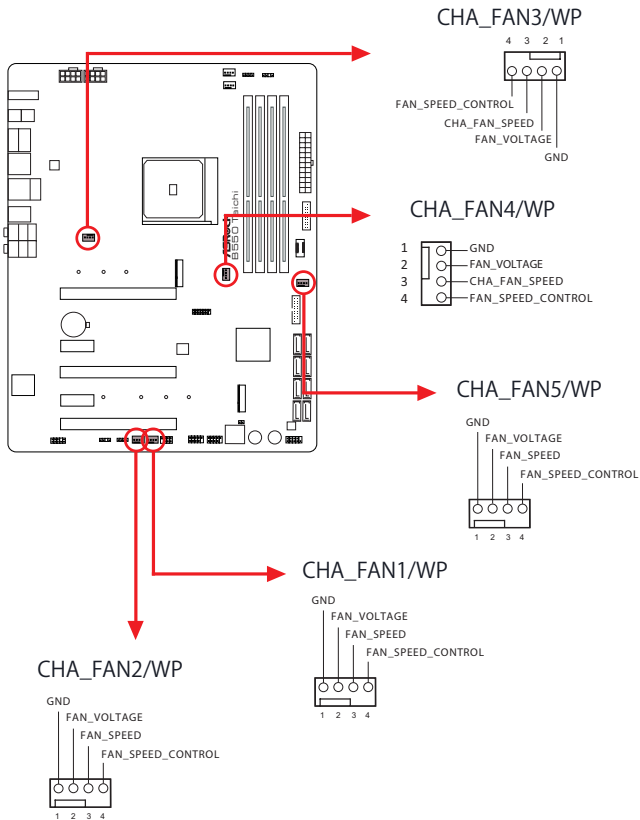 CHA_FAN3/WP
4 3 2 1
FAN_SPEED_CONTROL
CHA_FAN_SPEED
FAN_VOLTAGE
GND
B550 Taichi
CHA_FAN4/WP
1 GND
2 FAN_VOLTAGE
3 CHA_FAN_SPEED
4 FAN_SPEED_CONTROL
CHA_FAN5/WP
GND
FAN_VOLTAGE
FAN_SPEED
FAN_SPEED_CONTROL
1 2 3 4
CHA_FAN1/WP
GND
FAN_VOLTAGE
FAN_SPEED
FAN_SPEED_CONTROL
1 2 3 4
CHA_FAN2/WP
GND
FAN_VOLTAGE
FAN_SPEED
FAN_SPEED_CONTROL
1 2 3 4